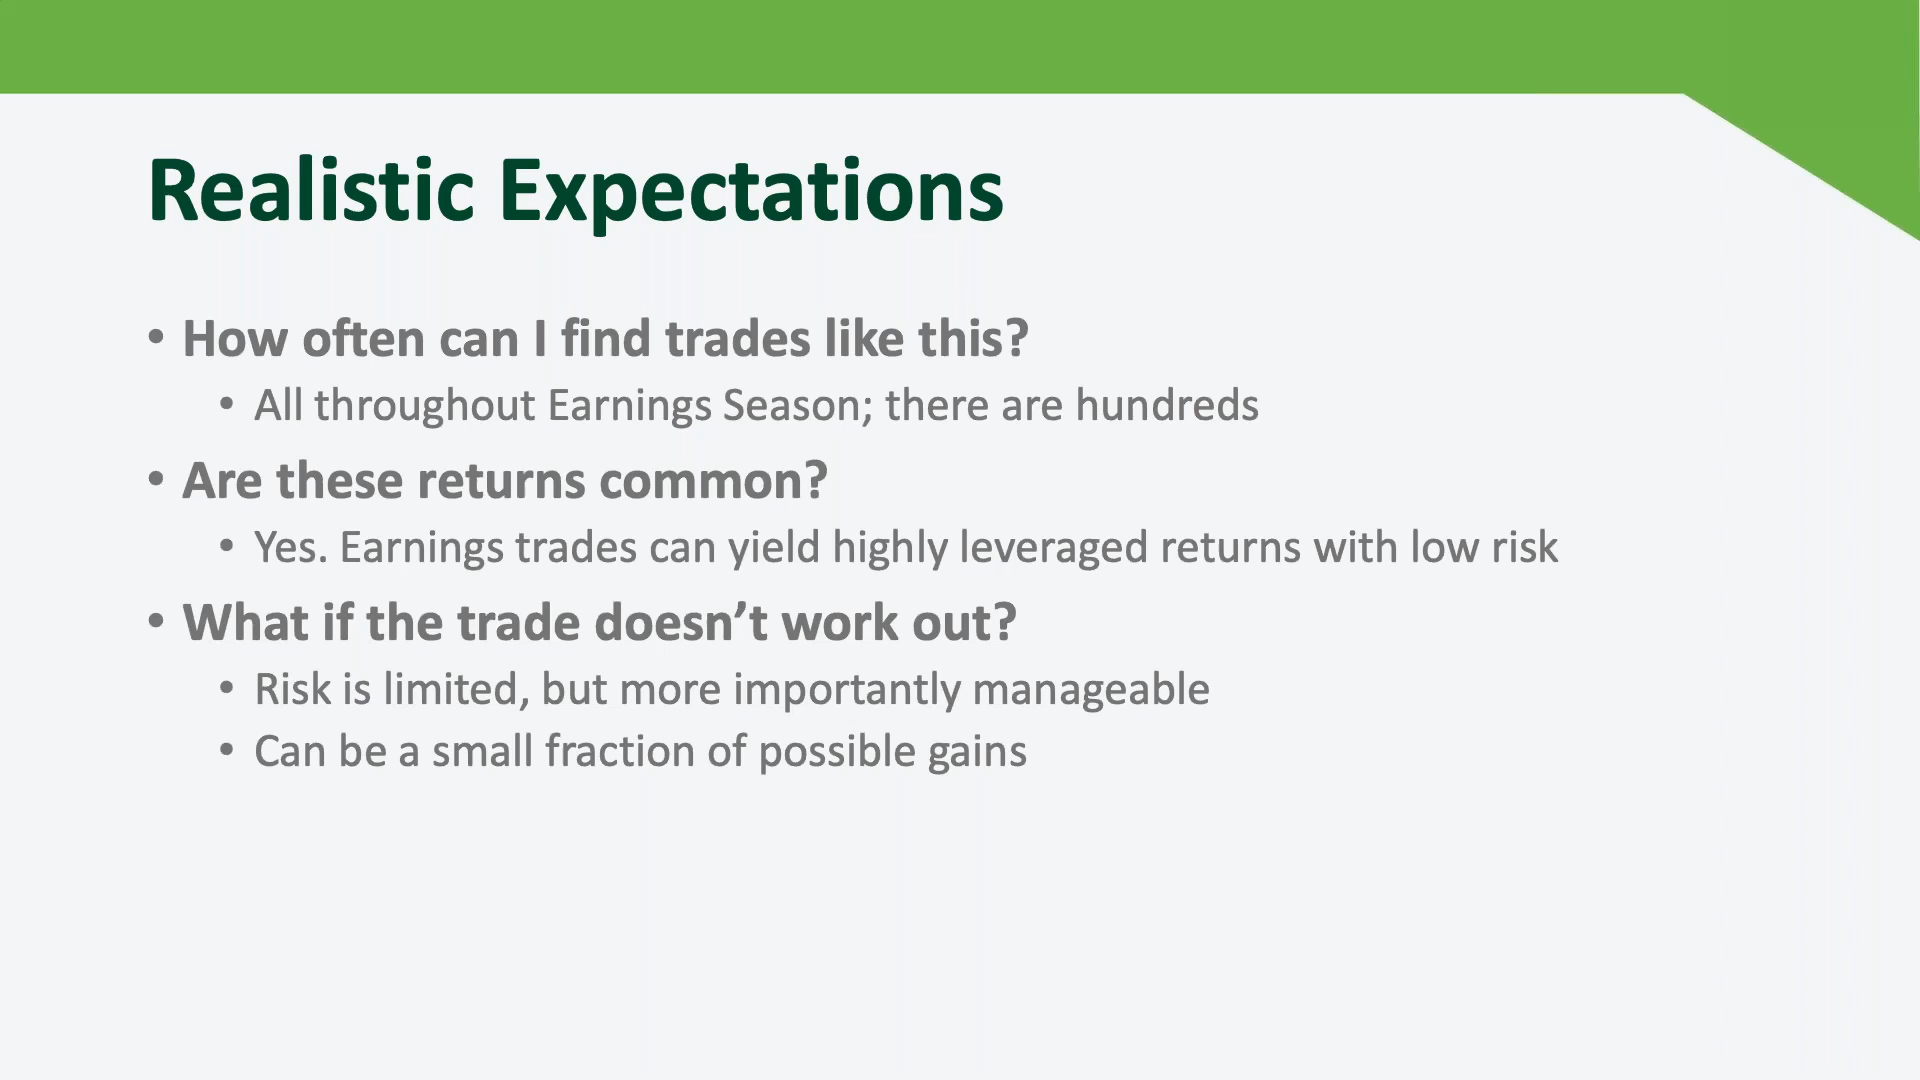 Realistic Expectations
• How often can I find trades like this?
• All throughout Earnings Season; there are hundreds
• Are these returns common?
• Yes. Earnings trades can yield highly leveraged returns with low risk
• What if the trade doesn’t work out?
• Risk is limited, but more importantly manageable
• Can be a small fraction of possible gains